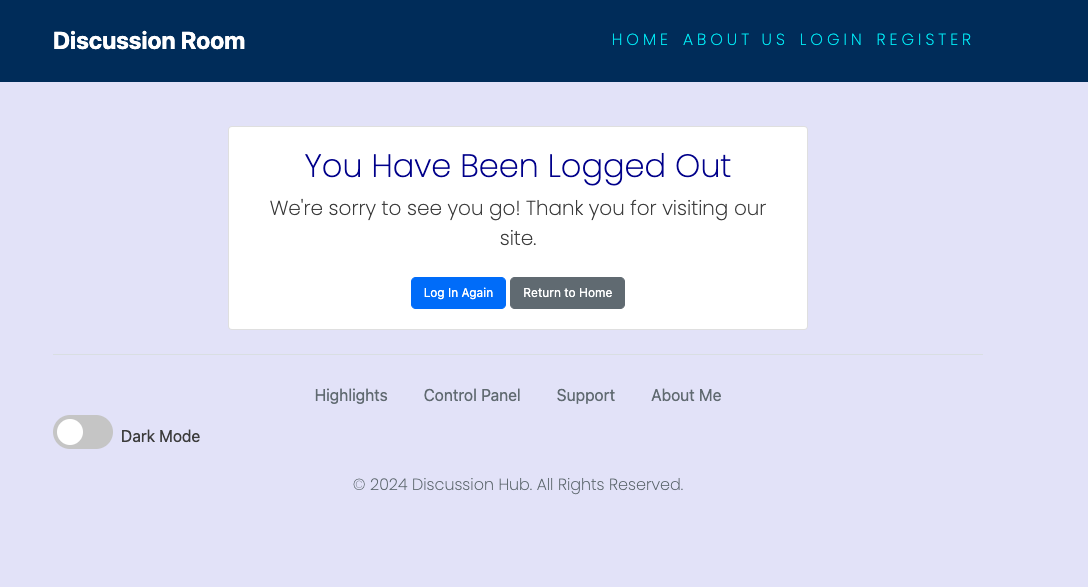 Discussion Room
HOME ABOUT US LOGIN REGISTER
You Have Been Logged Out
We're sorry to see you go! Thank you for visiting our
site.
Log In Again Return to Home
Highlights Control Panel Support About Me
Dark Mode
© 2024 Discussion Hub. All Rights Reserved.